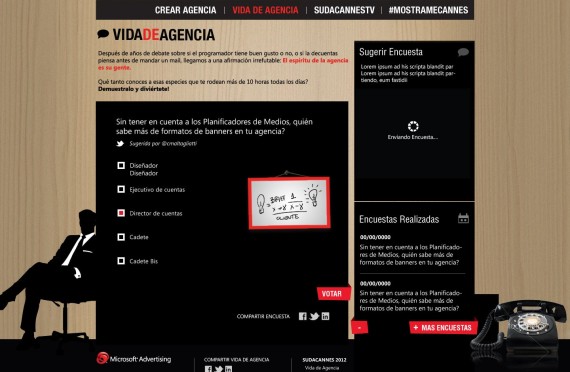 CREAR AGENCIA | VIDA DE AGENCIA | SUDACANNESTV | #MOSTRAMECANNES
VIDADEAGENCIA
Después de años de debate sobre si el programador tiene buen gusto o no, o si la decuentas
piensa antes de mandar un mail, llegamos a una afirmación irrefutable: El espíritu de la agencia
es su gente.
Qué tanto conoces a esas especies que te rodean más de 10 horas todas los días?
Demuestralo y diviértete!
Sin tener en cuenta a los Planificadores de Medios, quién
sabe más de formatos de banners en tu agencia?
Sugerida por @cmaltagliatti
Diseñador
Diseñador
Ejecutivo de cuentas
Director de cuentas
Cadete
Cadete Bis
BRIEF
CLIENTE
VOTAR
COMPARTIR ENCUESTA
Sugerir Encuesta
Lorem ipsum ad his scripta blandit par
Lorem ipsum ad his scripta blandit par-
tiendo, eum fastidii
Enviando Encuesta...
Encuestas Realizadas
00/00/0000
Sin tener en cuenta a los Planificado-
res de Medios, quién sabe más de
formatos de banners en tu agencia?
00/00/0000
Sin tener en cuenta a los Planificado-
res de Medios, quién sabe más de
formatos de banners en tu agencia?
-
+ MAS ENCUESTAS
Microsoft Advertising
COMPARTIR VIDA DE AGENCIA
SUDACANNES 2012
Vida de Agencia